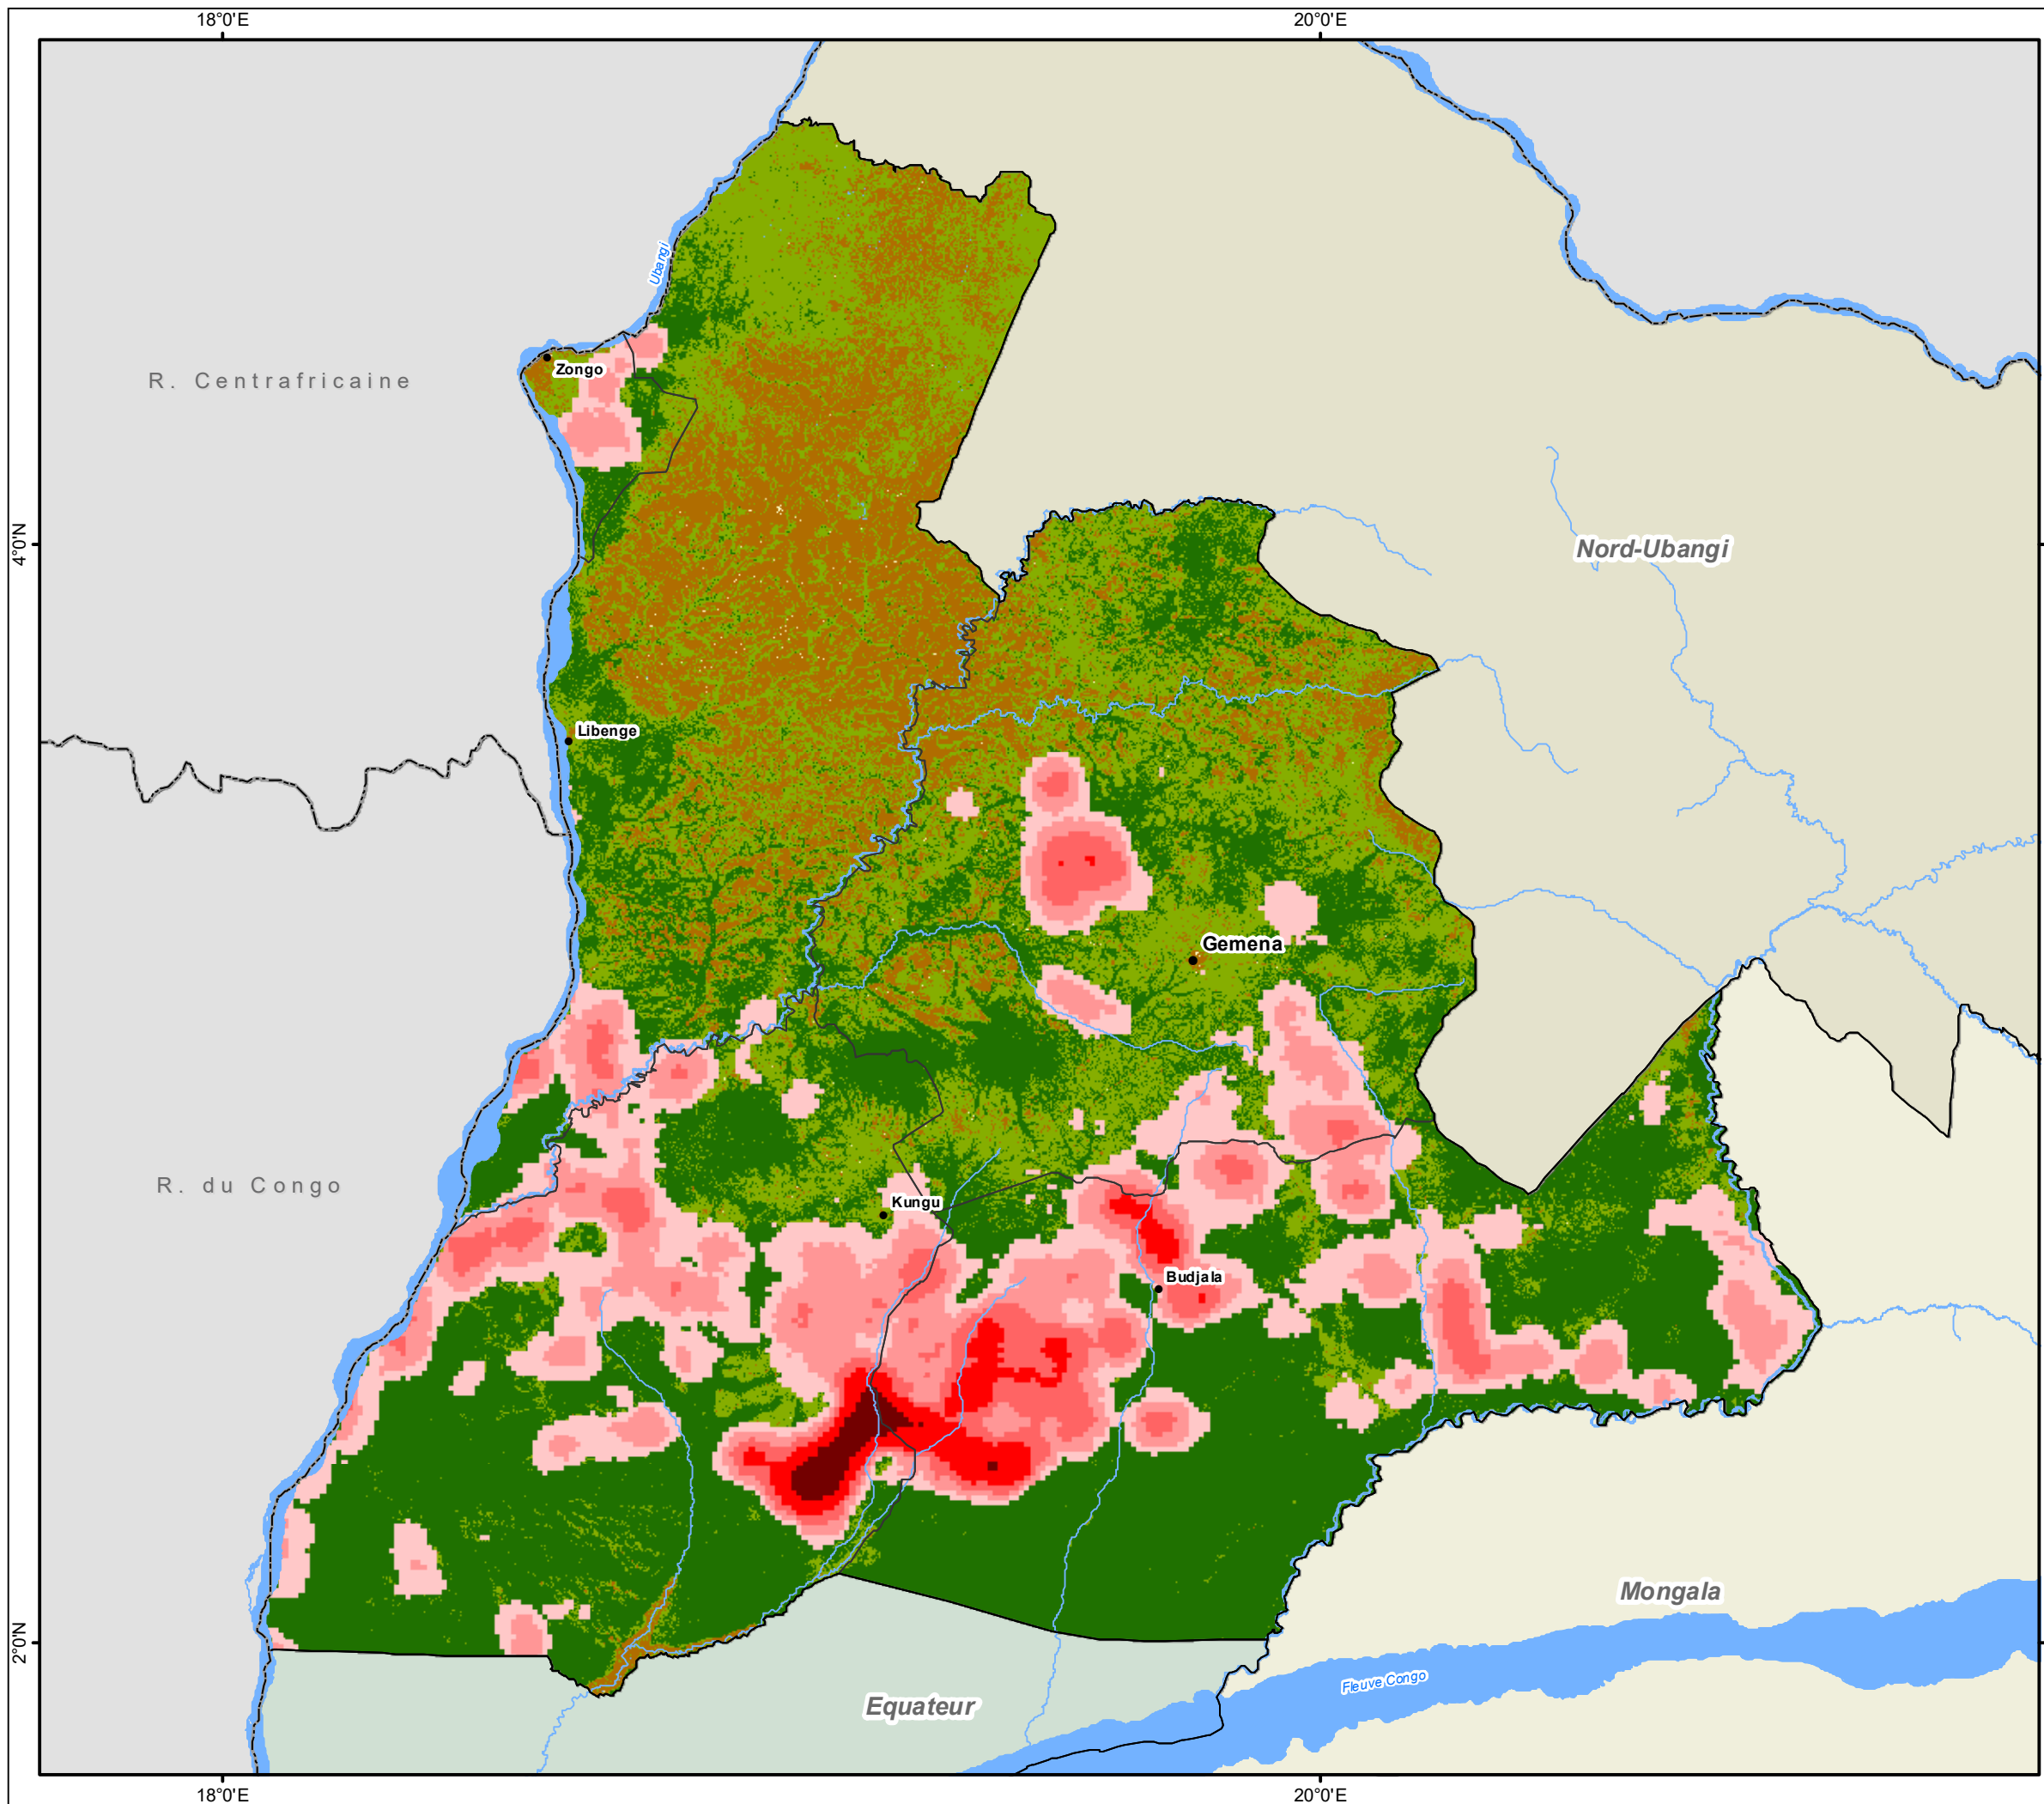 18°0'E
20°0'E
Ubangi
R. Centrafricaine
Zongo
4°0'N
Nord-Ubangi
Libenge
Gemena
R. du Congo
Kungu
Budjala
Mongala
2°0'N
Fleuve Congo
Equateur
18°0'E
20°0'E